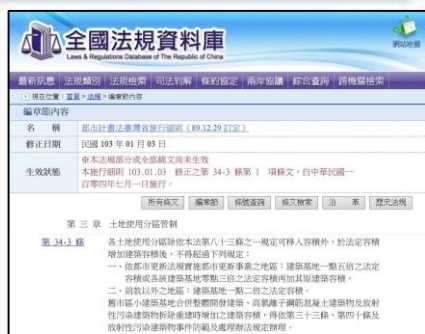 全國法規資料庫
Laws & Regulations Database of The Republic of China
網站地圖
最新訊息 法規類別 法規檢索 司法判解 條約協定 兩岸協議 綜合查詢 跨機關檢索
現在位置：首頁>法規>編章節內容
編章節內容
名 稱 都市計畫法臺灣省施行細則（89.12.29 訂定）
修正日期 民國 103 年 01 月 03 日
生效狀態 ※本法規部分或全部條文尚未生效
本施行細則 103.01.03 修正之第 34-3 條第 1 項條文，自中華民國一
百零四年七月一日施行。
所有條文 編章節 條號查詢 條文檢索 沿 革 歷史法規
第 三 章 土地使用分區管制
第 34-3 條 各土地使用分區除依本法第八十三條之一規定可移入容積外，於法定容積
增加建築容積後，不得超過下列規定：
一、依都市更新法規實施都市更新事業之地區：建築基地一點五倍之法定
容積或各該建築基地零點三倍之法定容積再加其原建築容積。
二、前款以外之地區：建築基地一點二倍之法定容積。
舊市區小建築基地合併整體開發建築、高氯離子鋼筋混凝土建築物及放射
性污染建築物拆除重建時增加之建築容積，得依第三十三條、第四十條及
放射性污染建築物事件防範及處理辦法規定辦理。